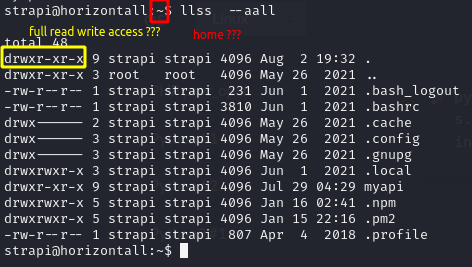 strapi@horizontall:~$ llss  --aall
full read write access ???
home ???
total 48
drwxr-xr-x 9 strapi strapi 4096 Aug  2 19:32 .
drwxr-xr-x 3 root   root   4096 May 26  2021 ..
-rw-r--r-- 1 strapi strapi  231 Jun  1  2021 .bash_logout
-rw-r--r-- 1 strapi strapi 3810 Jun  1  2021 .bashrc
drwx------ 2 strapi strapi 4096 May 26  2021 .cache
drwx------ 3 strapi strapi 4096 May 26  2021 .config
drwx------ 3 strapi strapi 4096 May 26  2021 .gnupg
drwxrwxr-x 3 strapi strapi 4096 Jun  1  2021 .local
drwxr-xr-x 9 strapi strapi 4096 Jul 29 04:29 myapi
drwxrwxr-x 5 strapi strapi 4096 Jan 16 02:41 .npm
drwxrwxr-x 5 strapi strapi 4096 Jan 15 22:16 .pm2
-rw-r--r-- 1 strapi strapi  807 Apr  4  2018 .profile
strapi@horizontall:~$